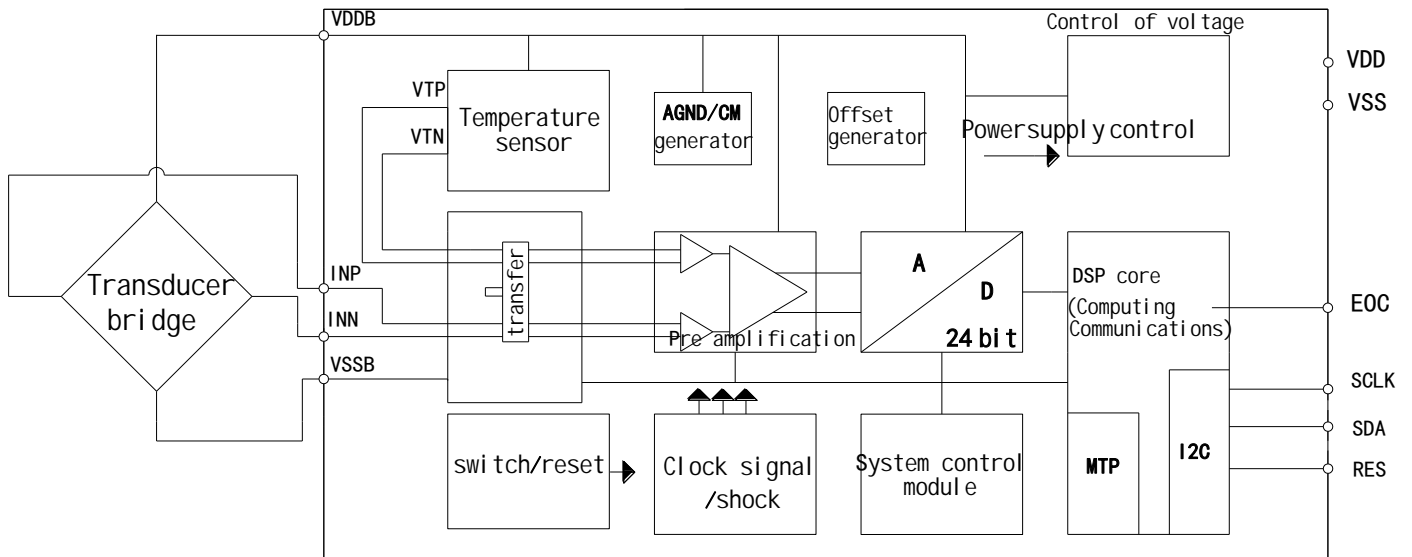 VDDB
Control of voltage
VDD
VTP
VSS
Temperature
sensor
AGND/CM
generator
Offset
generator
Powersupply control
VTN
Transducer
bridge
INP
INN
VSSB
transfer
Pre amplification
A
D
24 bit
DSP core
(Computing
Communications)
EOC
SCLK
SDA
RES
switch/reset
Clock signal
/shock
System control
module
MTP
I2C